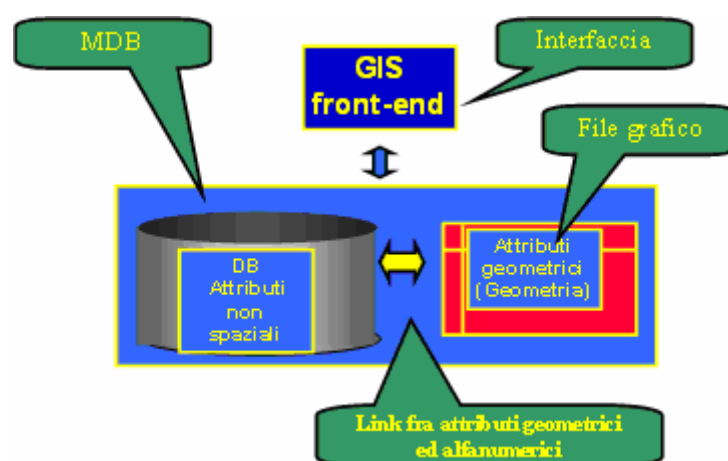 MDB
GIS
front-end
Interfaccia
File grafico
DB
Attributi
non
spaziali
Attributi
geometrici
(Geometria)
Link fra attributi geometrici
ed alfanumerici